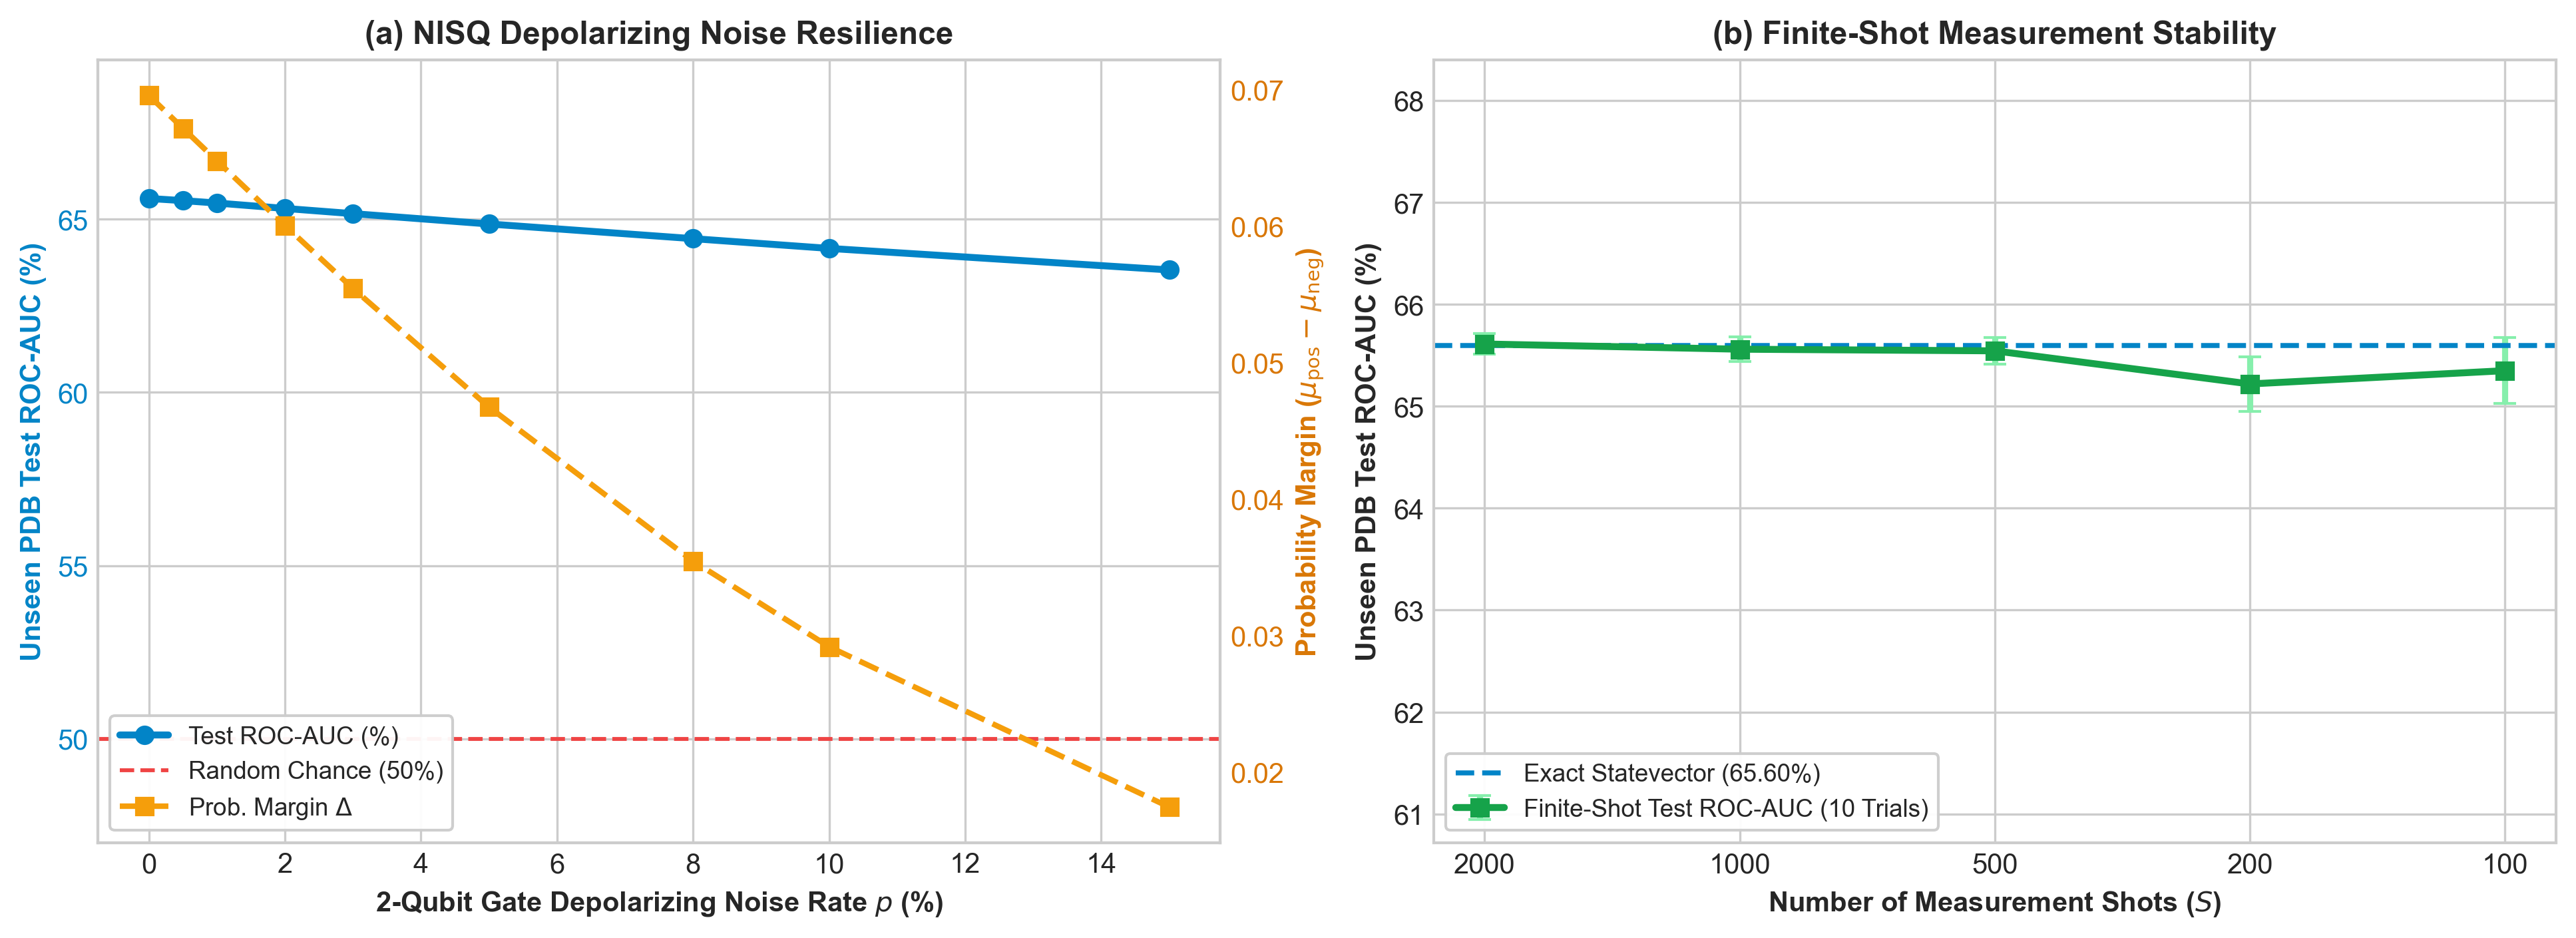 (a) NISQ Depolarizing Noise Resilience
Unseen PDB Test ROC-AUC (%)
65
60
55
50
0.07
0.06
0.05
0.04
0.03
0.02
Probability Margin (μpos − μneg)
Test ROC-AUC (%)
Random Chance (50%)
Prob. Margin Δ
0 2 4 6 8 10 12 14
2-Qubit Gate Depolarizing Noise Rate p (%)
(b) Finite-Shot Measurement Stability
Unseen PDB Test ROC-AUC (%)
68
67
66
65
64
63
62
61
Exact Statevector (65.60%)
Finite-Shot Test ROC-AUC (10 Trials)
2000 1000 500 200 100
Number of Measurement Shots (S)